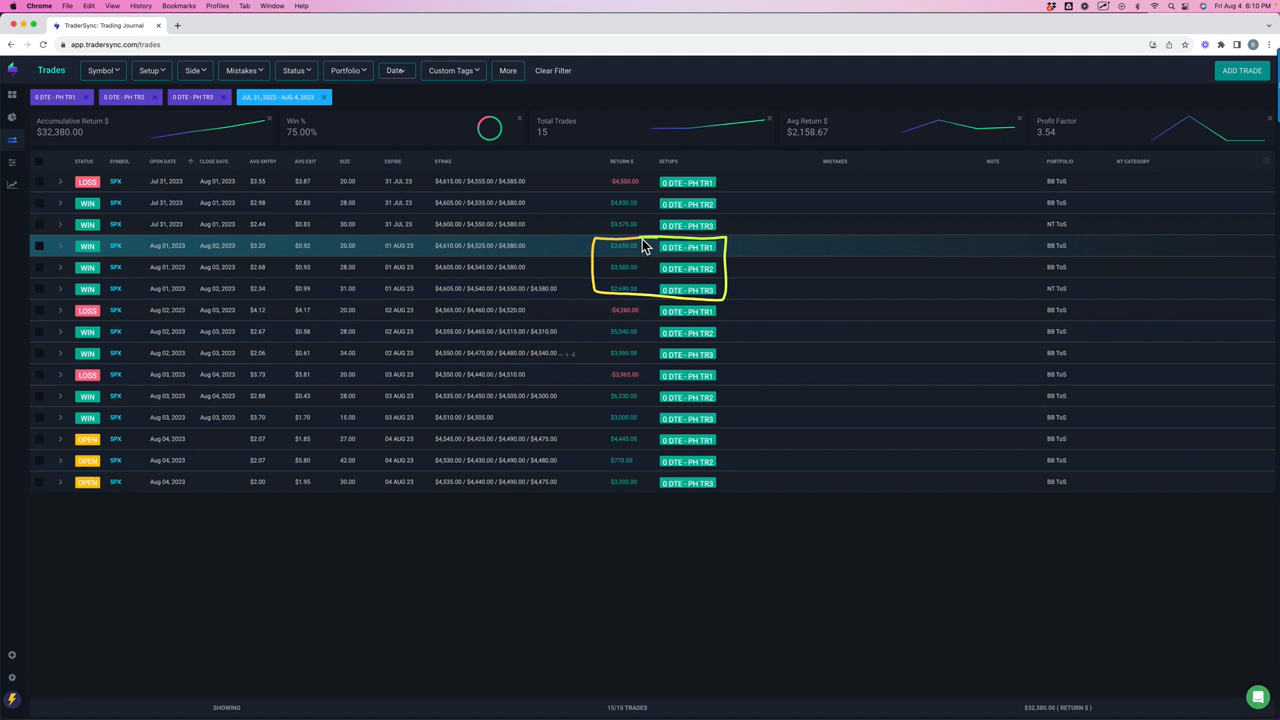 Chrome File Edit View History Bookmarks Profiles Tab Window Help Fri Aug 4 6:10 PM
TraderSync: Trading Journal
app.tradersync.com/trades
Trades Symbol Setup Side Mistakes Status Portfolio Date Custom Tags More Clear Filter ADD TRADE
0 DTE - PH TR1 0 DTE - PH TR2 0 DTE - PH TR3 JUL 31, 2023 - AUG 4, 2023
Accumulative Return $ Win % Total Trades Avg Return $ Profit Factor
$32,380.00 75.00% 15 $2,158.67 3.54
STATUS SYMBOL OPEN DATE CLOSE DATE AVG ENTRY AVG EXIT SIZE EXPIRE STRIKE RETURN $ SETUPS MISTAKES NOTE PORTFOLIO NT CATEGORY
LOSS SPX Jul 31, 2023 Aug 01, 2023 $3.55 $3.87 20.00 31 JUL 23 $4,615.00 / $4,555.00 / $4,585.00 -$4,500.00 0 DTE - PH TR1 BB ToS
WIN SPX Jul 31, 2023 Aug 01, 2023 $2.98 $0.83 28.00 31 JUL 23 $4,605.00 / $4,535.00 / $4,580.00 $4,830.00 0 DTE - PH TR2 BB ToS
WIN SPX Jul 31, 2023 Aug 01, 2023 $2.44 $0.83 30.00 31 JUL 23 $4,600.00 / $4,550.00 / $4,580.00 $3,575.00 0 DTE - PH TR3 NT ToS
WIN SPX Aug 01, 2023 Aug 02, 2023 $3.20 $0.92 20.00 01 AUG 23 $4,610.00 / $4,525.00 / $4,580.00 $3,650.00 0 DTE - PH TR1 BB ToS
WIN SPX Aug 01, 2023 Aug 02, 2023 $2.68 $0.93 28.00 01 AUG 23 $4,605.00 / $4,545.00 / $4,580.00 $3,580.00 0 DTE - PH TR2 BB ToS
WIN SPX Aug 01, 2023 Aug 02, 2023 $2.34 $0.99 31.00 01 AUG 23 $4,605.00 / $4,540.00 / $4,550.00 / $4,580.00 $2,690.00 0 DTE - PH TR3 NT ToS
LOSS SPX Aug 02, 2023 Aug 03, 2023 $4.12 $4.17 20.00 02 AUG 23 $4,565.00 / $4,460.00 / $4,520.00 -$4,260.00 0 DTE - PH TR1 BB ToS
WIN SPX Aug 02, 2023 Aug 03, 2023 $2.67 $0.58 28.00 02 AUG 23 $4,555.00 / $4,465.00 / $4,515.00 / $4,510.00 $5,040.00 0 DTE - PH TR2 BB ToS
WIN SPX Aug 02, 2023 Aug 03, 2023 $2.06 $0.61 34.00 02 AUG 23 $4,550.00 / $4,470.00 / $4,480.00 / $4,540.00 -- + 4 $3,995.00 0 DTE - PH TR3 BB ToS
LOSS SPX Aug 03, 2023 Aug 04, 2023 $3.73 $3.81 20.00 03 AUG 23 $4,550.00 / $4,440.00 / $4,510.00 -$3,965.00 0 DTE - PH TR1 BB ToS
WIN SPX Aug 03, 2023 Aug 04, 2023 $2.88 $0.43 28.00 03 AUG 23 $4,535.00 / $4,450.00 / $4,505.00 / $4,500.00 $6,230.00 0 DTE - PH TR2 BB ToS
WIN SPX Aug 03, 2023 Aug 04, 2023 $3.70 $1.70 15.00 03 AUG 23 $4,510.00 / $4,505.00 $3,000.00 0 DTE - PH TR3 BB ToS
OPEN SPX Aug 04, 2023 $2.07 $1.85 27.00 04 AUG 23 $4,545.00 / $4,425.00 / $4,490.00 / $4,475.00 $4,445.00 0 DTE - PH TR1 BB ToS
OPEN SPX Aug 04, 2023 $2.07 $5.80 42.00 04 AUG 23 $4,530.00 / $4,430.00 / $4,490.00 / $4,480.00 $770.00 0 DTE - PH TR2 BB ToS
OPEN SPX Aug 04, 2023 $2.00 $1.95 30.00 04 AUG 23 $4,535.00 / $4,440.00 / $4,490.00 / $4,475.00 $3,300.00 0 DTE - PH TR3 BB ToS
SHOWING 15/15 TRADES $32,380.00 ( RETURN $ )